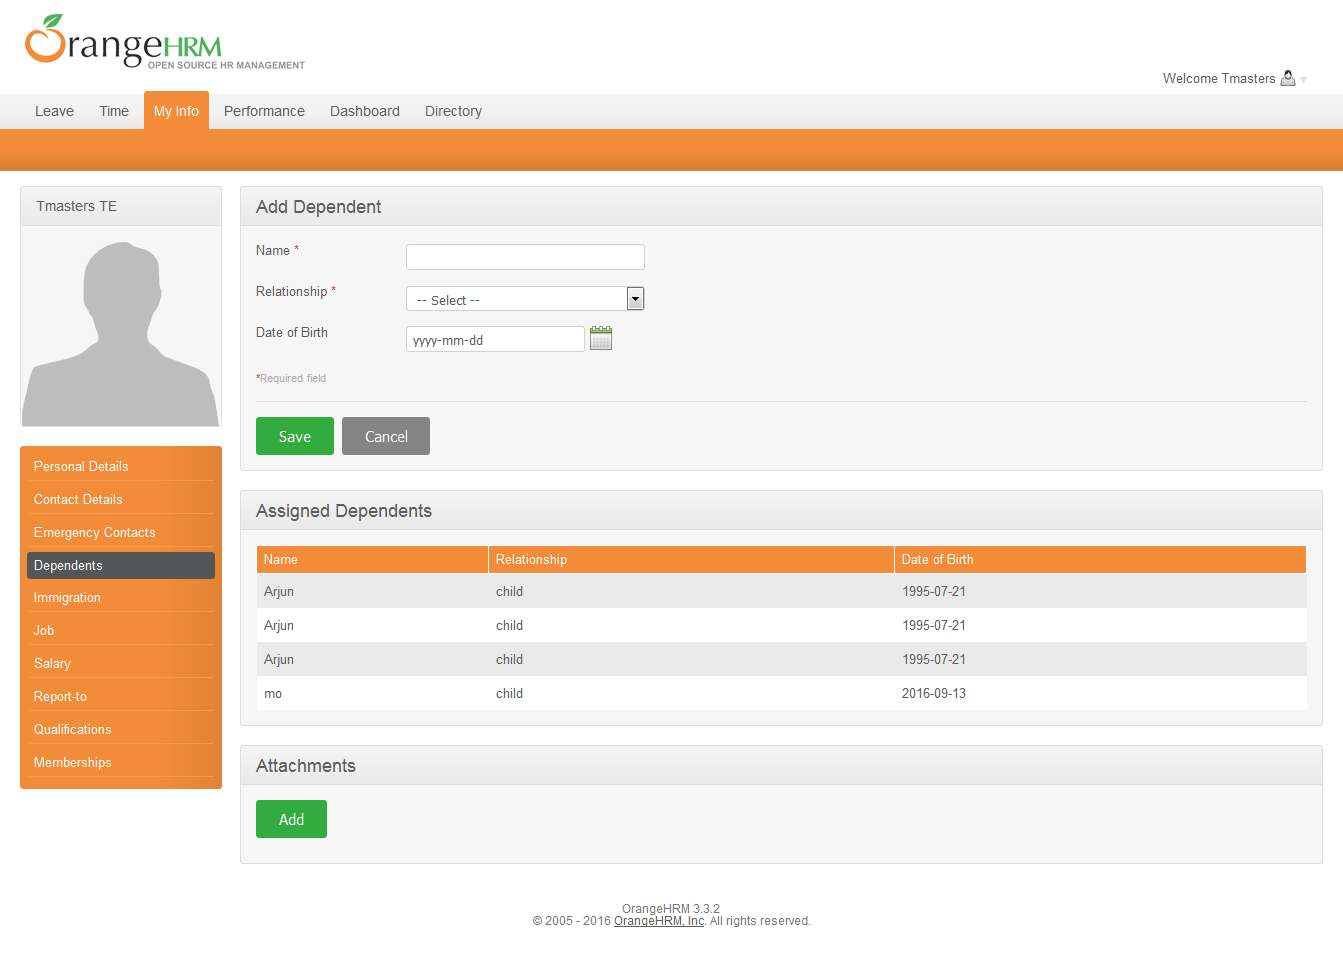 OrangeHRM
OPEN SOURCE HR MANAGEMENT
Welcome Tmasters
Leave Time My Info Performance Dashboard Directory
Tmasters TE
Personal Details
Contact Details
Emergency Contacts
Dependents
Immigration
Job
Salary
Report-to
Qualifications
Memberships
Add Dependent
Name *
Relationship * -- Select --
Date of Birth yyyy-mm-dd
*Required field
Save Cancel
Assigned Dependents
Name Relationship Date of Birth
Arjun child 1995-07-21
Arjun child 1995-07-21
Arjun child 1995-07-21
mo child 2016-09-13
Attachments
Add
OrangeHRM 3.3.2
© 2005 - 2016 OrangeHRM, Inc. All rights reserved.